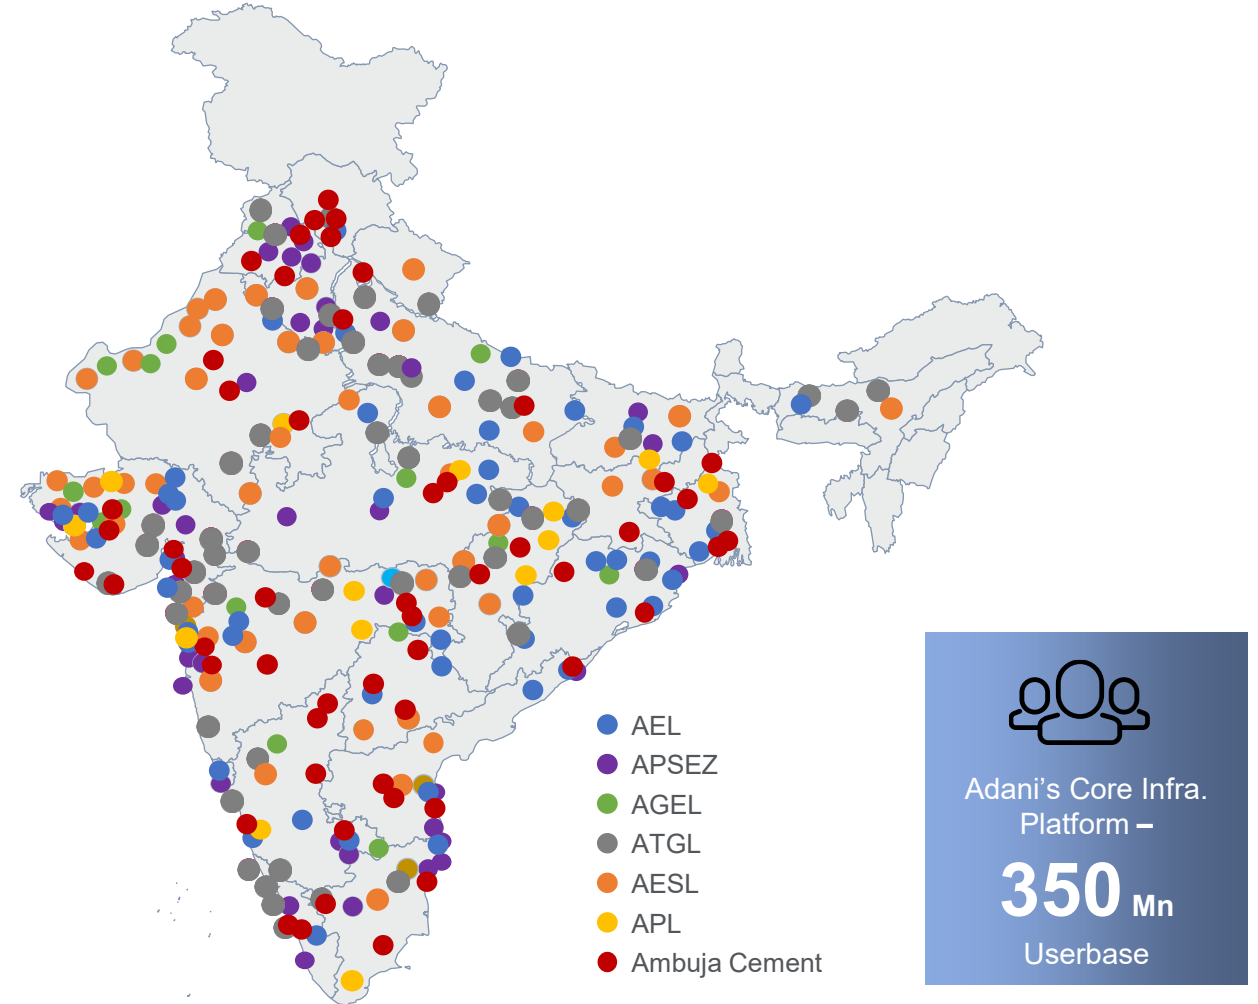 AEL
APSEZ
AGEL
ATGL
AESL
APL
Ambuja Cement
Adani’s Core Infra.
Platform –
350 Mn
Userbase